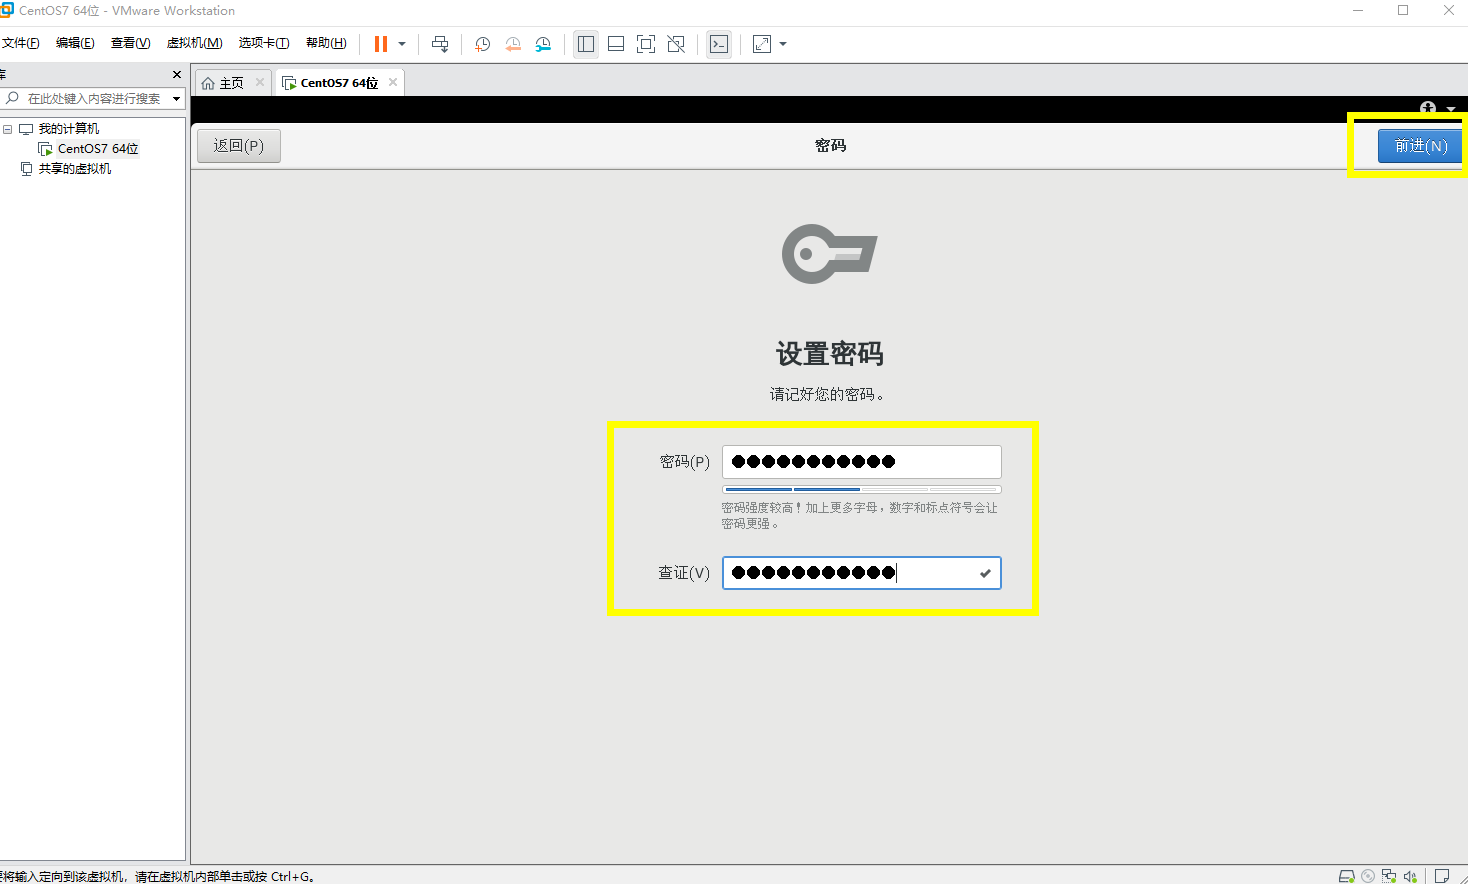 CentOS7 64位 - VMware Workstation
文件(F) 编辑(E) 查看(V) 虚拟机(M) 选项卡(T) 帮助(H)
库
主页 CentOS7 64位
在此处键入内容进行搜索
我的计算机
CentOS7 64位
共享的虚拟机
返回(P) 密码 前进(N)
设置密码
请记好您的密码。
密码(P)
密码强度较高！加上更多字母，数字和标点符号会让
密码更强。
查证(V)
要将输入定向到该虚拟机，请在虚拟机内部单击或按 Ctrl+G。